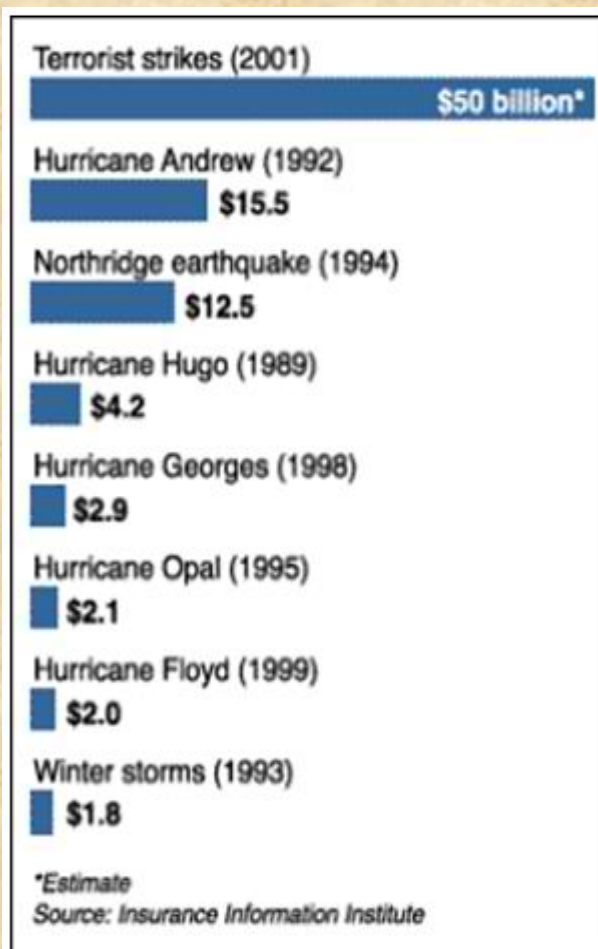 Terrorist strikes (2001)
$50 billion*
Hurricane Andrew (1992)
$15.5
Northridge earthquake (1994)
$12.5
Hurricane Hugo (1989)
$4.2
Hurricane Georges (1998)
$2.9
Hurricane Opal (1995)
$2.1
Hurricane Floyd (1999)
$2.0
Winter storms (1993)
$1.8
*Estimate
Source: Insurance Information Institute